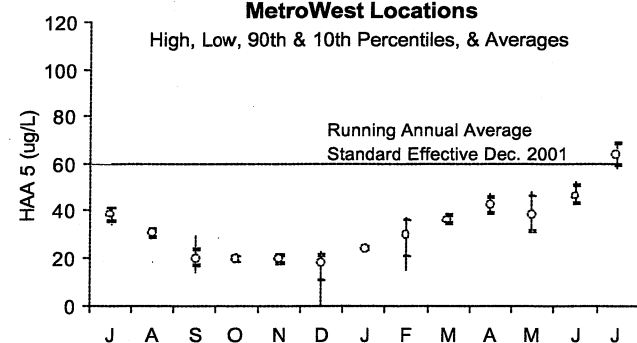 MetroWest Locations
High, Low, 90th & 10th Percentiles, & Averages
120
100
80
60
40
20
0
HAA 5 (ug/L)
Running Annual Average
Standard Effective Dec. 2001
J A S O N D J F M A M J J